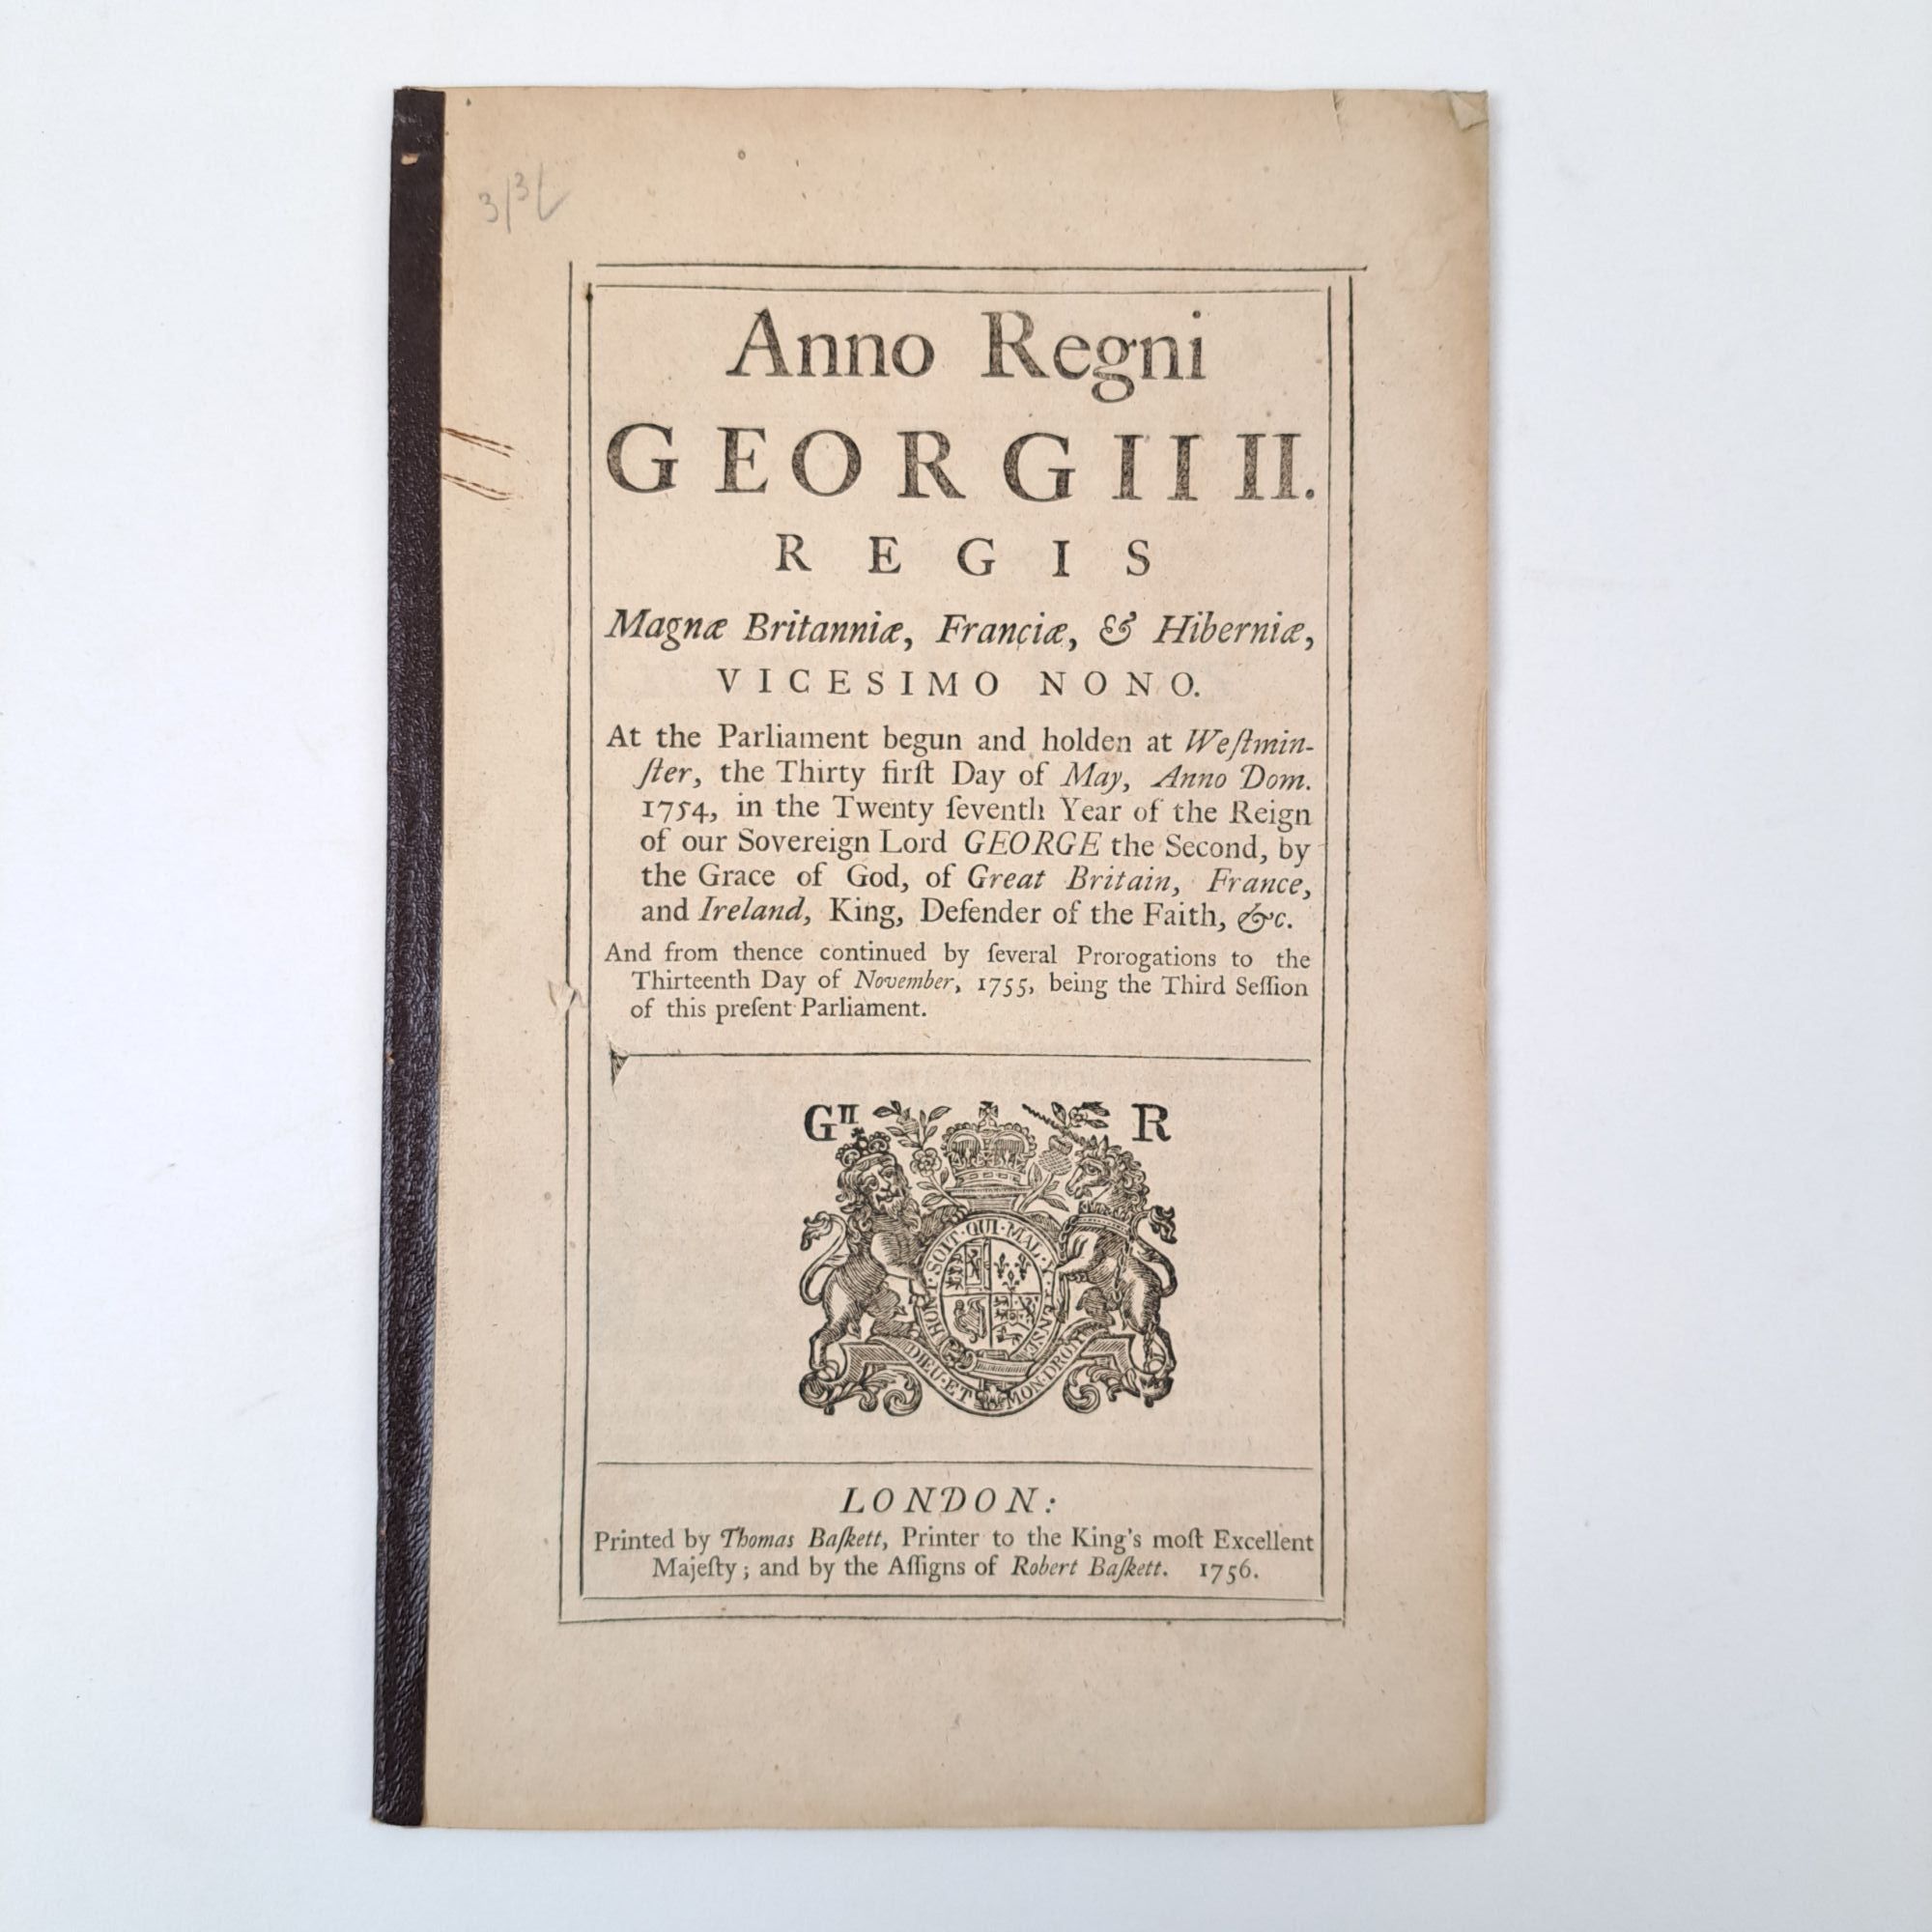 3/3
Anno Regni
GEORGII II.
REGIS
Magnæ Britanniæ, Franciæ, & Hiberniæ,
VICESIMO NONO.
At the Parliament begun and holden at Weſtmin-
ſter, the Thirty firſt Day of May, Anno Dom.
1754, in the Twenty ſeventh Year of the Reign
of our Sovereign Lord GEORGE the Second, by
the Grace of God, of Great Britain, France,
and Ireland, King, Defender of the Faith, &c.
And from thence continued by ſeveral Prorogations to the
Thirteenth Day of November, 1755, being the Third Seſſion
of this preſent Parliament.
GII R
HONI·SOIT·QUI·MAL·Y·PENSE
DIEU·ET MON·DROIT
LONDON:
Printed by Thomas Baſkett, Printer to the King's moſt Excellent
Majeſty; and by the Aſſigns of Robert Baſkett. 1756.